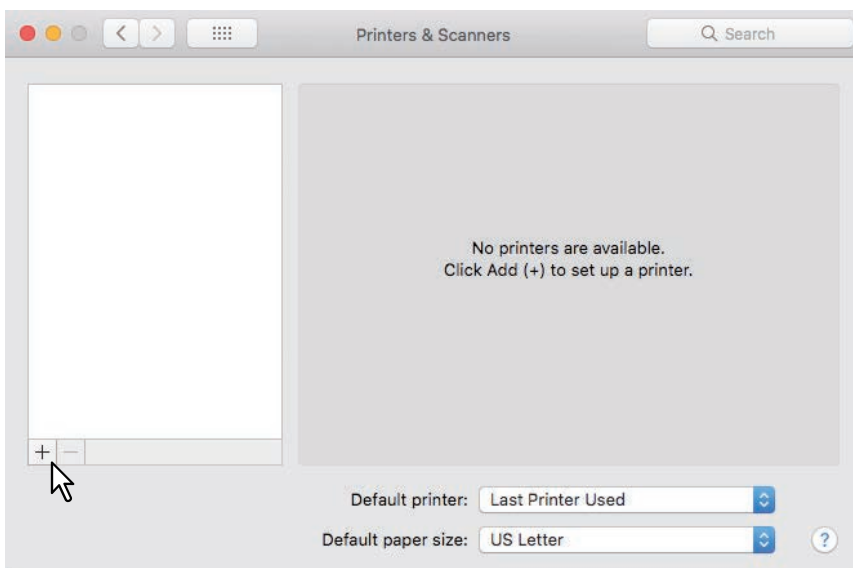 Printers & Scanners
Search
No printers are available.
Click Add (+) to set up a printer.
+ −
Default printer: Last Printer Used
Default paper size: US Letter
?